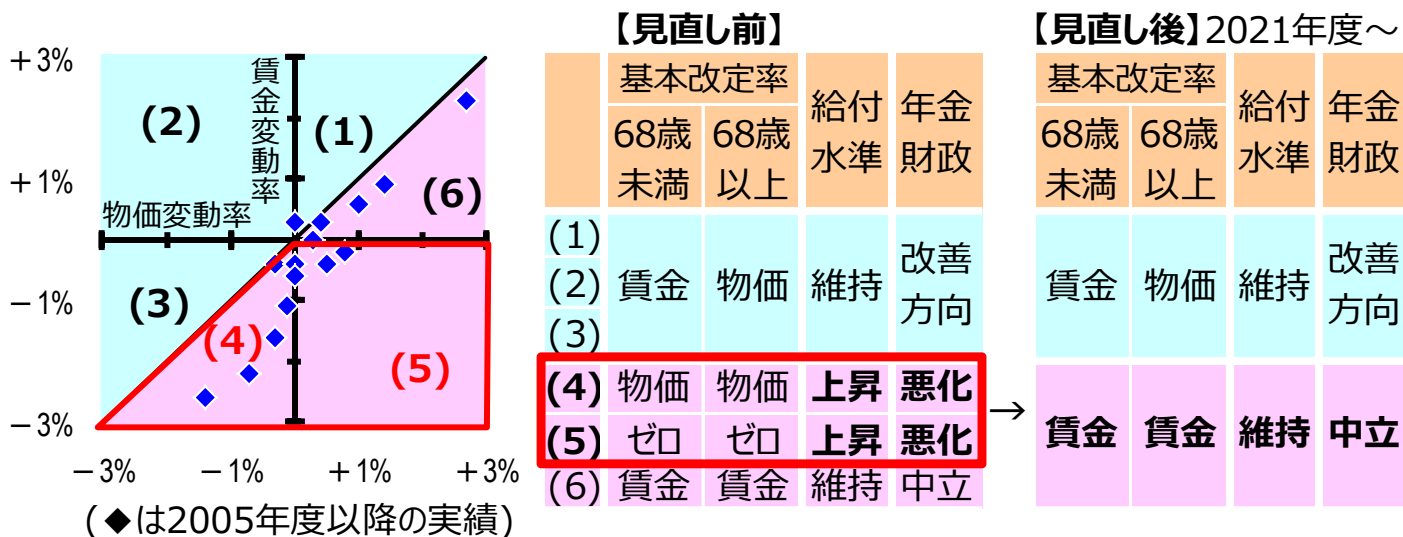 ＋3%
＋1%
－1%
－3%
－3%
－1%
＋1%
＋3%
賃金変動率
物価変動率
(1)
(2)
(3)
(4)
(5)
(6)
(◆は2005年度以降の実績)
【見直し前】
基本改定率
68歳未満
68歳以上
給付水準
年金財政
(1)
(2)
(3)
賃金
物価
維持
改善方向
(4) 物価 物価 上昇 悪化
(5) ゼロ ゼロ 上昇 悪化
(6) 賃金 賃金 維持 中立
→
【見直し後】2021年度～
基本改定率
68歳未満
68歳以上
給付水準
年金財政
賃金 物価 維持
改善方向
賃金 賃金 維持 中立